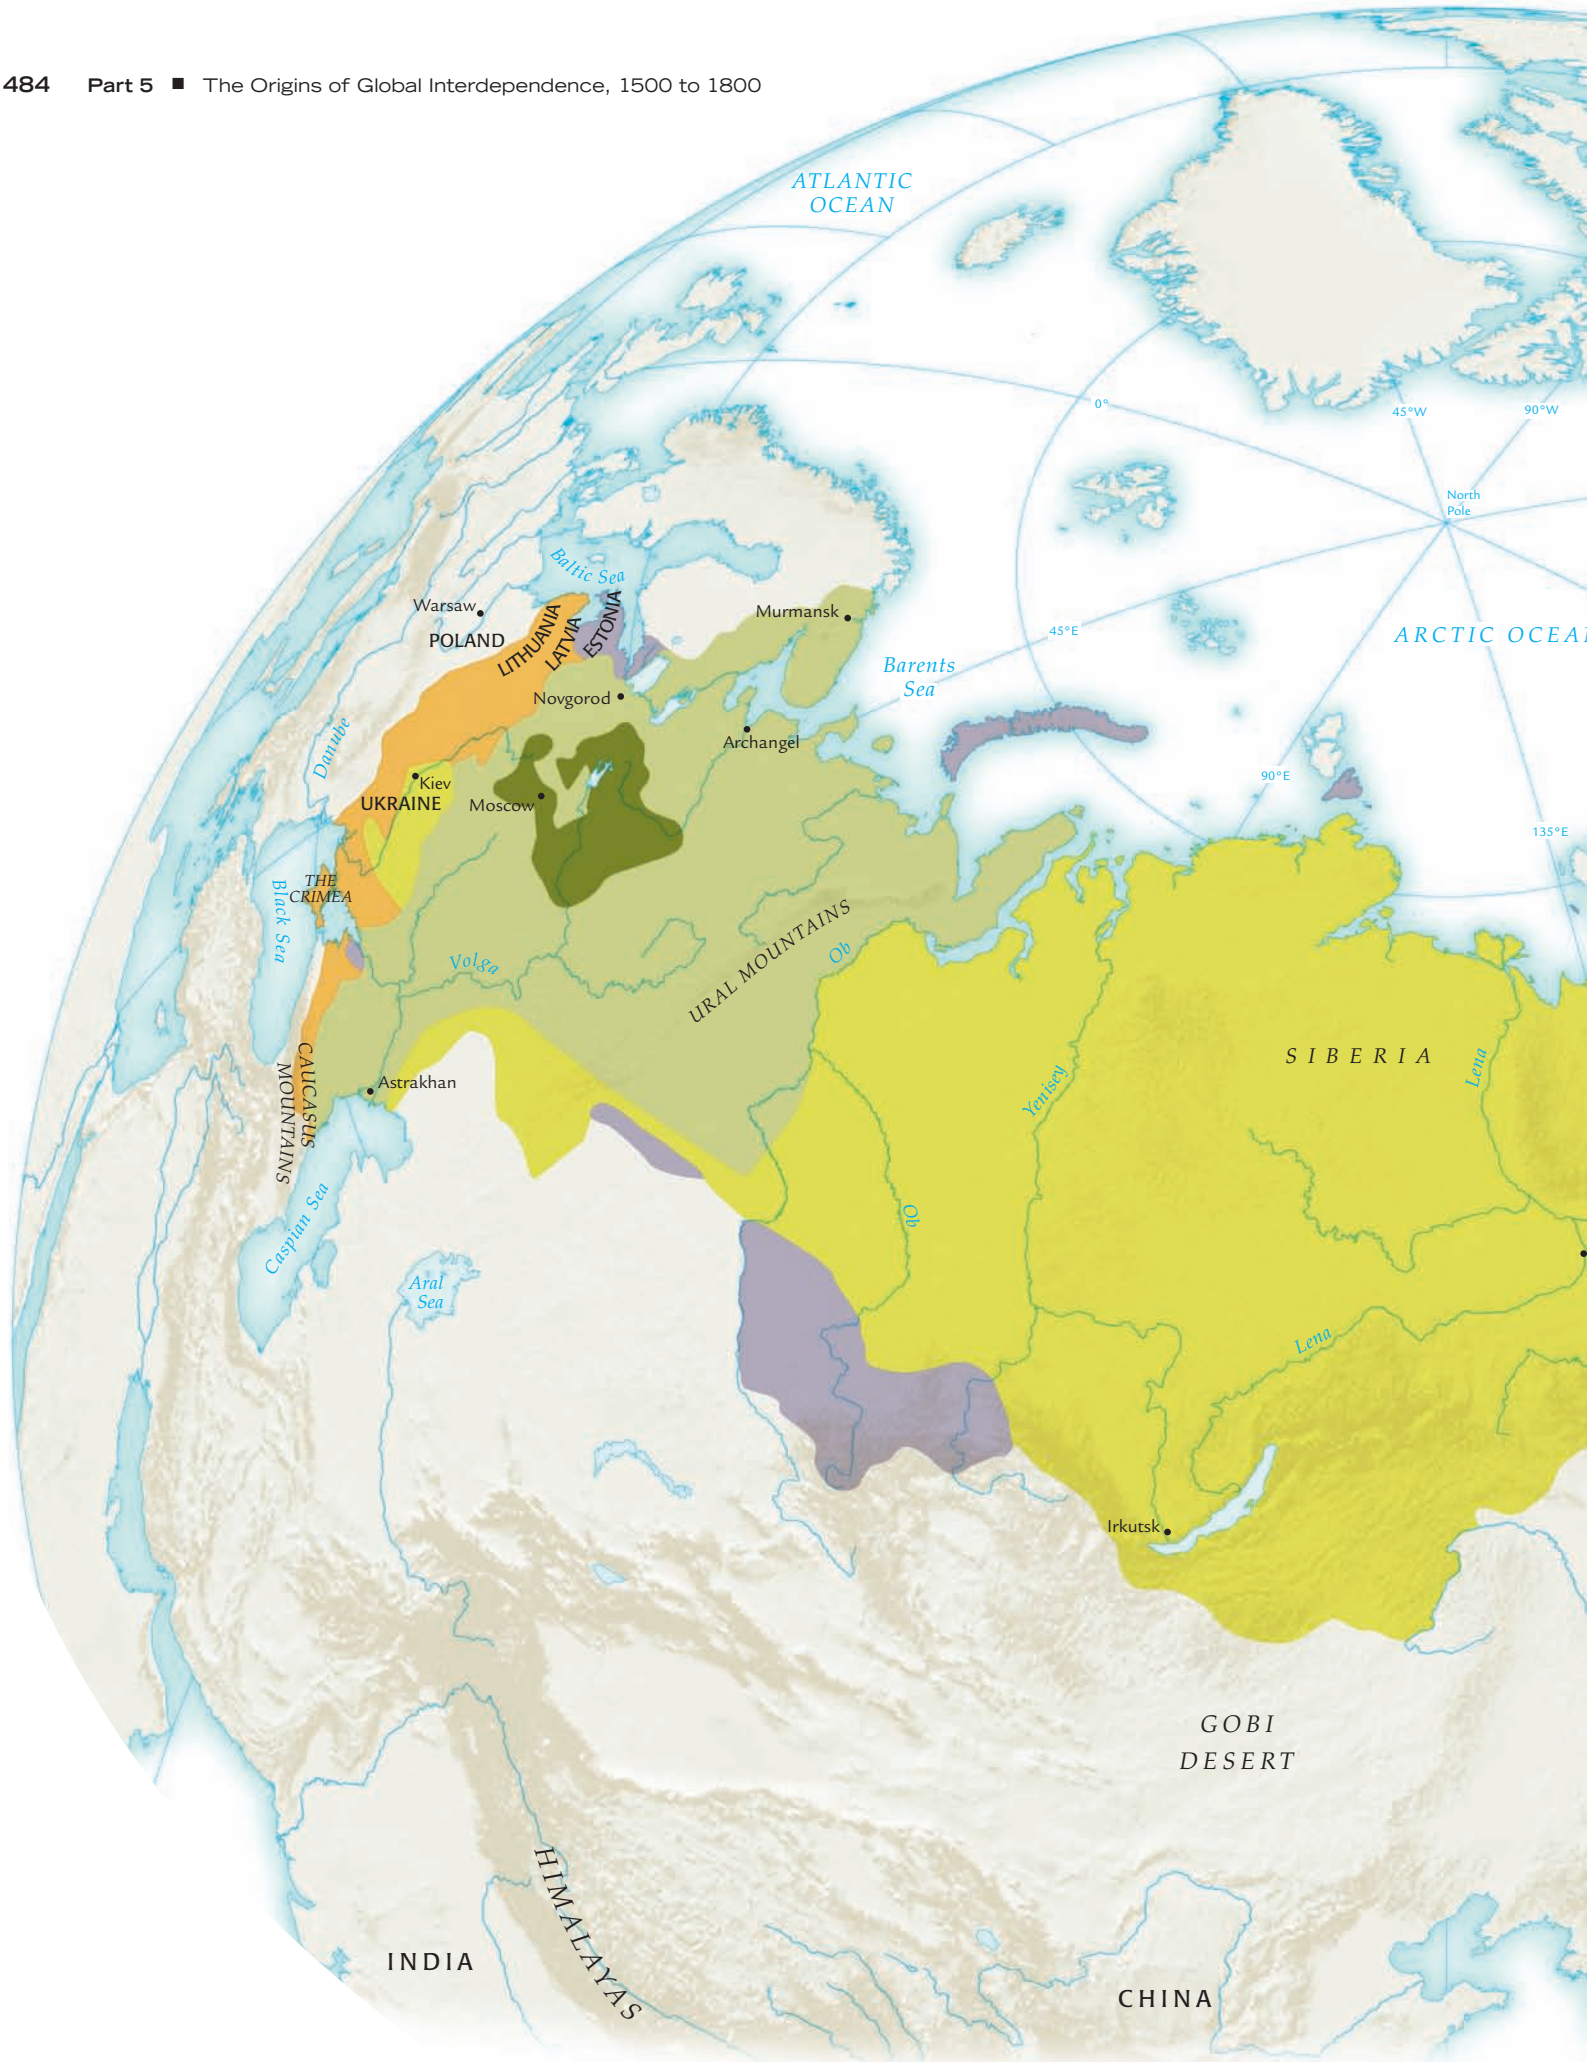 484 Part 5 ■ The Origins of Global Interdependence, 1500 to 1800
ATLANTIC
OCEAN
0°
45°W
90°W
North
Pole
Baltic Sea
Warsaw
POLAND
LITHUANIA
LATVIA
ESTONIA
Murmansk
45°E
Barents
Sea
ARCTIC OCEA
Novgorod
Archangel
Danube
90°E
Kiev
UKRAINE
Moscow
135°E
THE
CRIMEA
Black Sea
Volga
URAL MOUNTAINS
Ob
SIBERIA
Lena
Yenisey
CAUCASUS
MOUNTAINS
Astrakhan
Caspian Sea
Ob
Aral
Sea
Lena
Irkutsk
GOBI
DESERT
HIMALAYAS
INDIA
CHINA